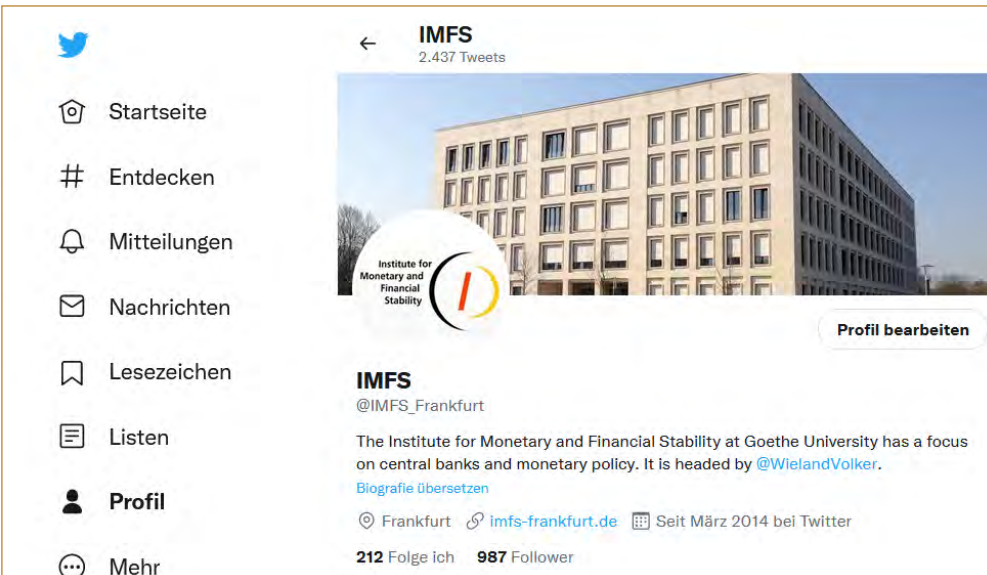 Startseite
Entdecken
Mitteilungen
Nachrichten
Lesezeichen
Listen
Profil
Mehr
IMFS
2.437 Tweets
Institute for
Monetary and
Financial
Stability
Profil bearbeiten
IMFS
@IMFS_Frankfurt
The Institute for Monetary and Financial Stability at Goethe University has a focus
on central banks and monetary policy. It is headed by @WielandVolker.
Biografie übersetzen
Frankfurt imfs-frankfurt.de Seit März 2014 bei Twitter
212 Folge ich 987 Follower